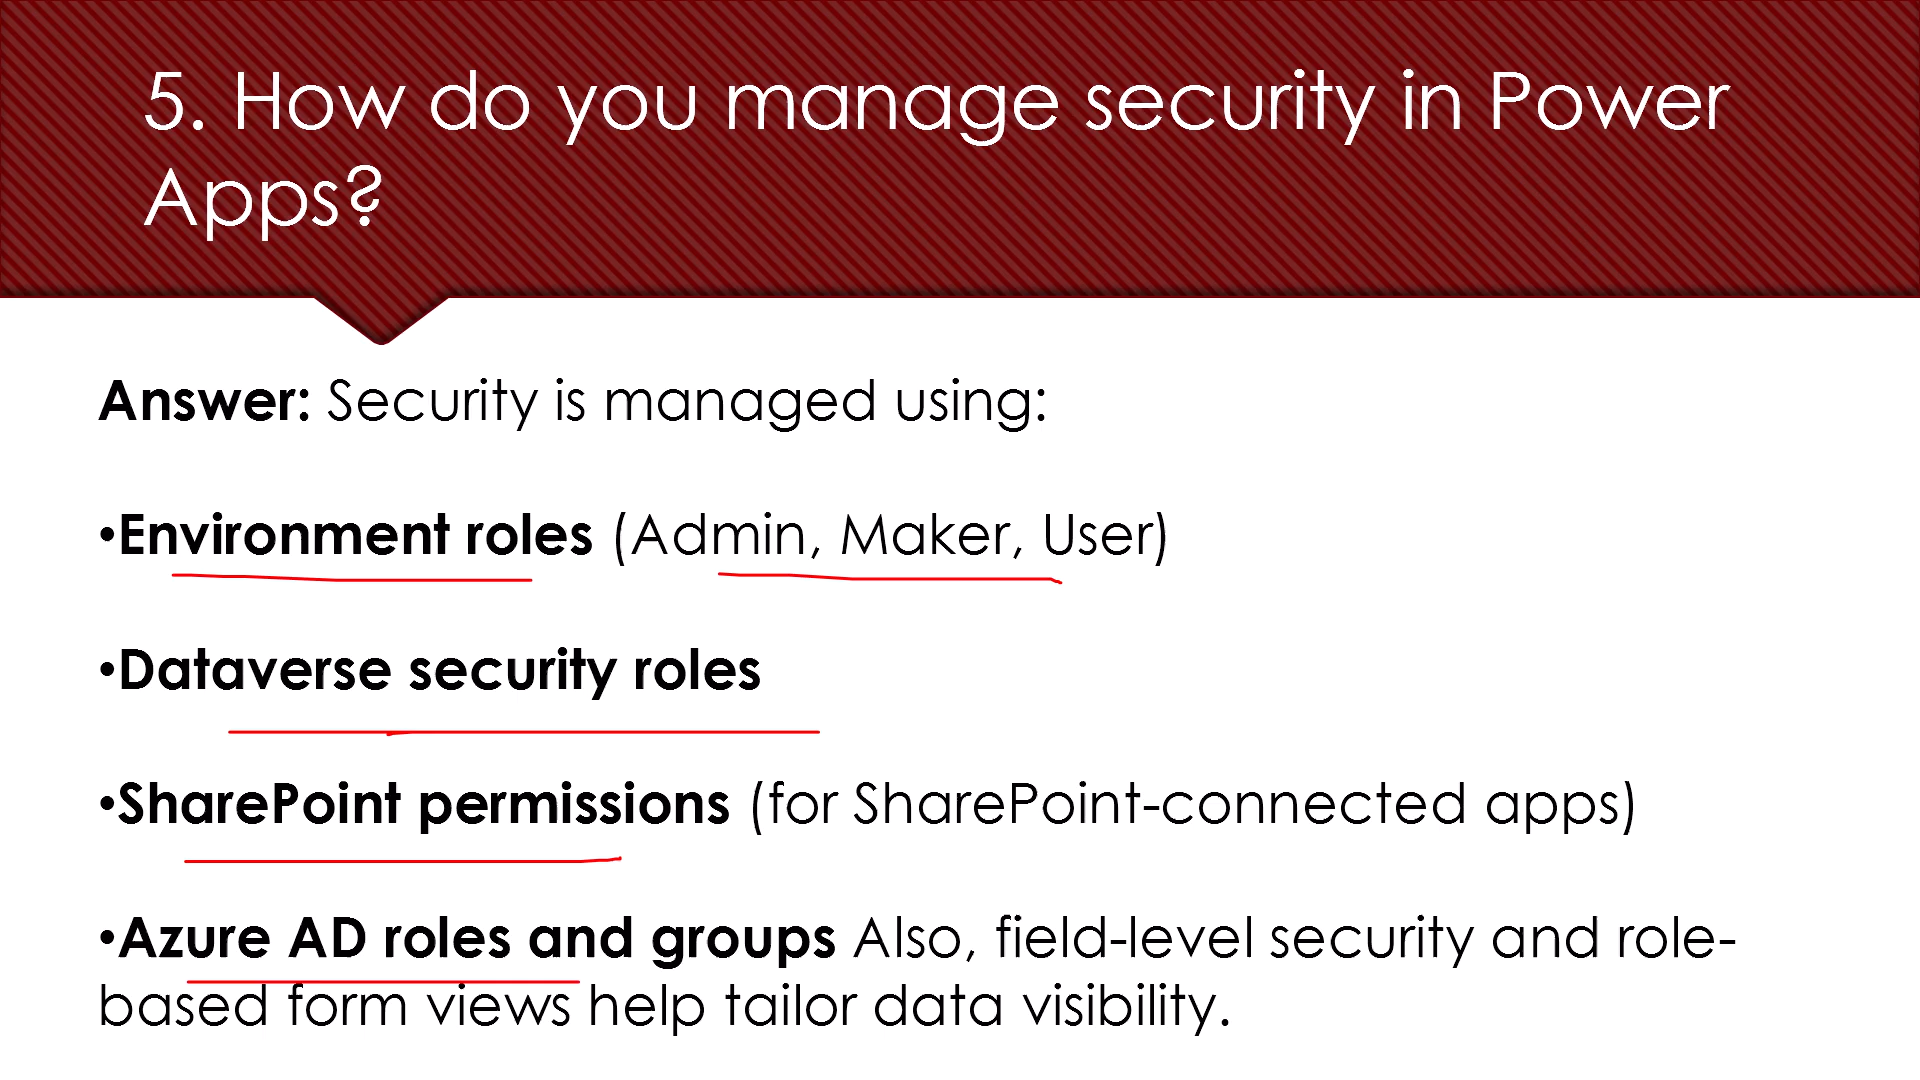 5. How do you manage security in Power
Apps?
Answer: Security is managed using:
•Environment roles (Admin, Maker, User)
•Dataverse security roles
•SharePoint permissions (for SharePoint-connected apps)
•Azure AD roles and groups Also, field-level security and role-
based form views help tailor data visibility.